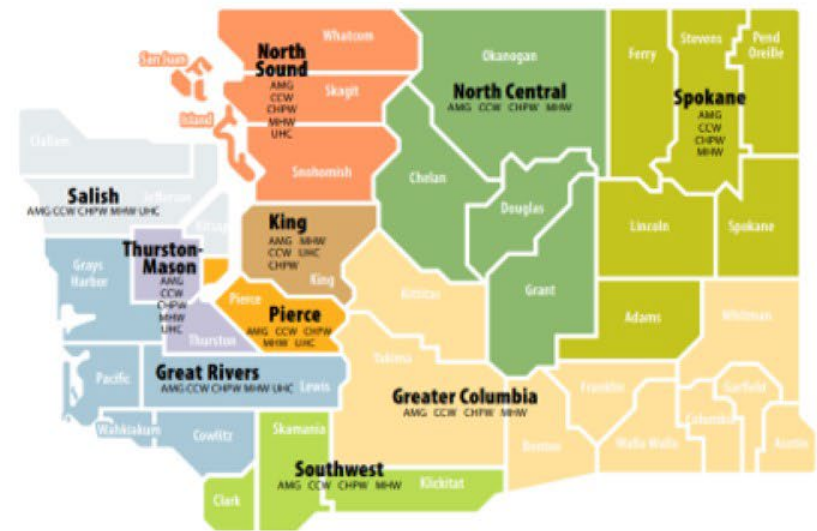 Whatcom
San Juan
North
Sound
AMG
CCW
CHPW
MHW
UHC
Skagit
Island
Snohomish
Okanogan
North Central
AMG CCW CHPW MHW
Chelan
Douglas
Grant
Ferry
Stevens
Pend
Oreille
Spokane
AMG
CCW
CHPW
MHW
Lincoln
Spokane
Adams
Clallam
Jefferson
Salish
AMG CCW CHPW MHW UHC
Kitsap
King
AMG MHW
CCW UHC
CHPW
King
Thurston-
Mason
AMG
CCW
CHPW
MHW
UHC
Thurston
Grays
Harbor
Pierce
Pierce
AMG CCW CHPW
MHW UHC
Great Rivers
AMG CCW CHPW MHW UHC
Lewis
Pacific
Wahkiakum
Cowlitz
Kittitas
Yakima
Greater Columbia
AMG CCW CHPW MHW
Whitman
Franklin
Garfield
Columbia
Benton
Walla Walla
Asotin
Skamania
Southwest
AMG CCW CHPW MHW
Klickitat
Clark